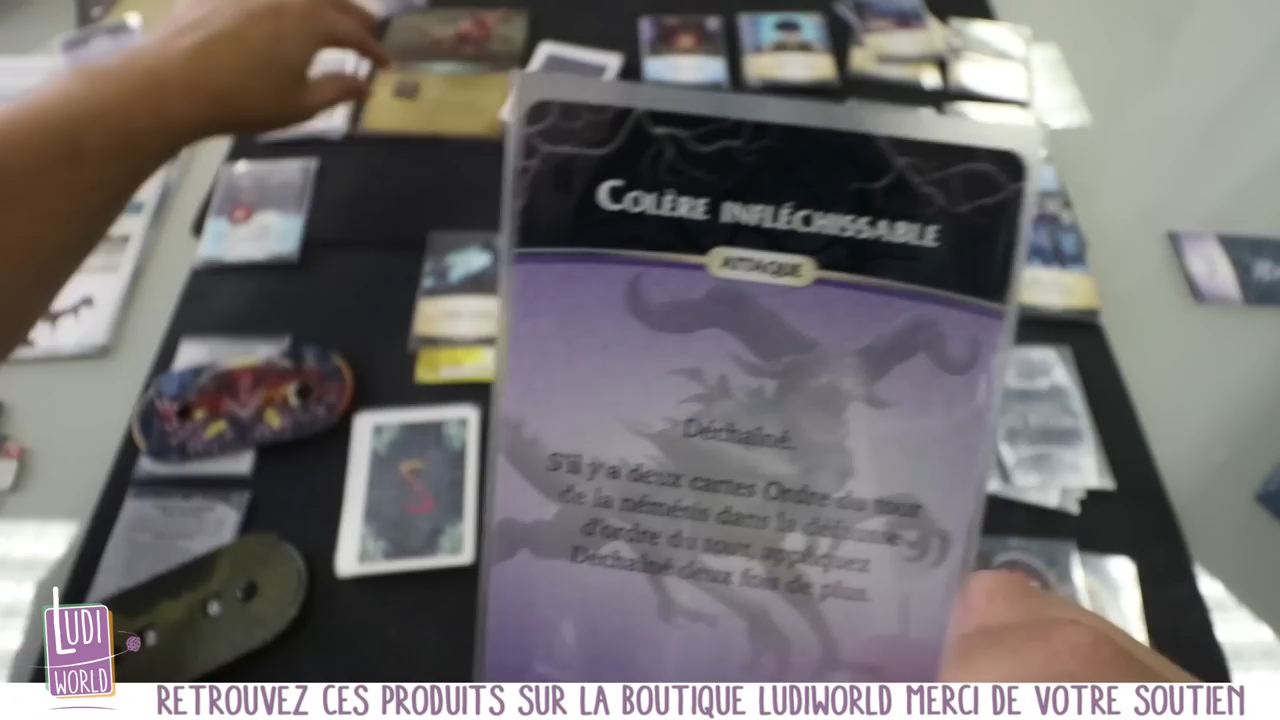 COLÈRE INFLÉCHISSABLE
ATTAQUE
Déchaîné.
S'il y a deux cartes Ordre du tour
de la némésis dans la défausse
d'ordre du tour, appliquez
Déchaîné deux fois de plus.
LUDI
WORLD
RETROUVEZ CES PRODUITS SUR LA BOUTIQUE LUDIWORLD MERCI DE VOTRE SOUTIEN